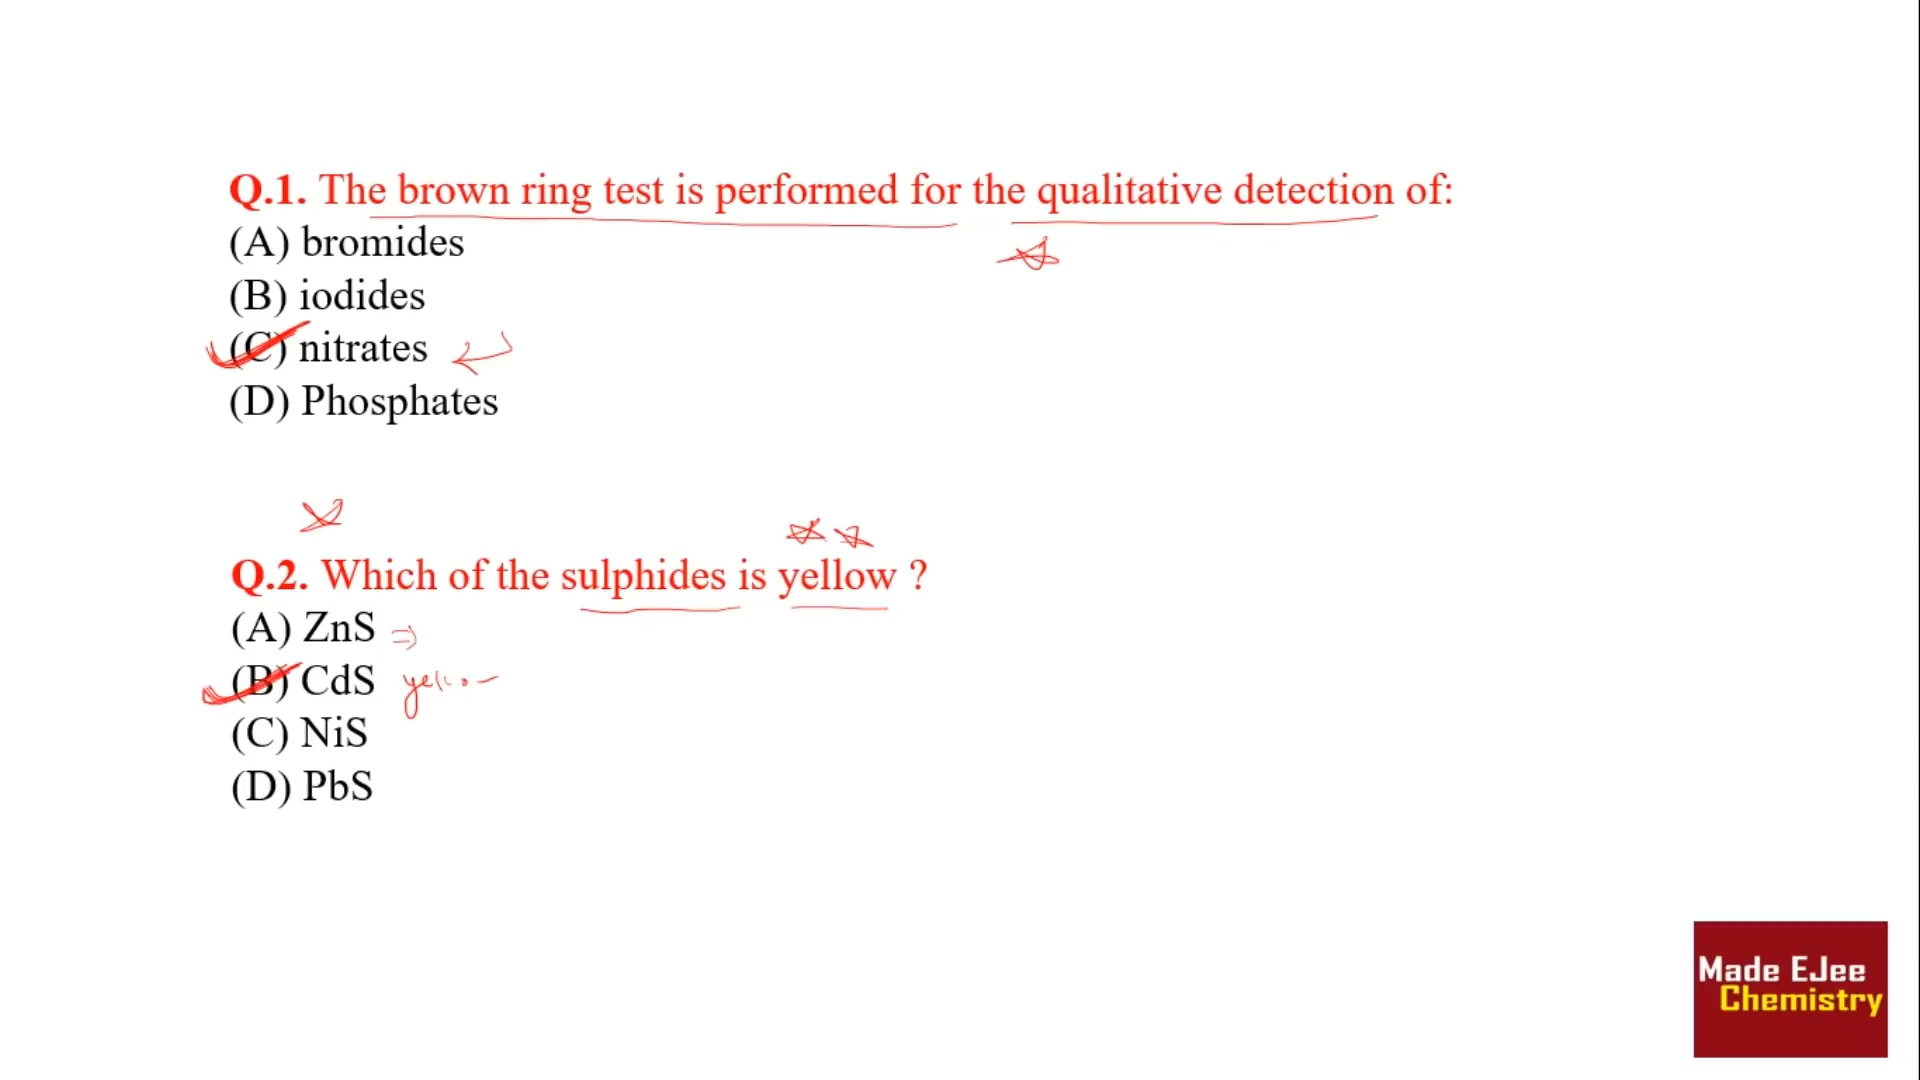 Q.1. The brown ring test is performed for the qualitative detection of:
(A) bromides
(B) iodides
(C) nitrates
(D) Phosphates
Q.2. Which of the sulphides is yellow ?
(A) ZnS
(B) CdS yellow
(C) NiS
(D) PbS
Made EJee
Chemistry